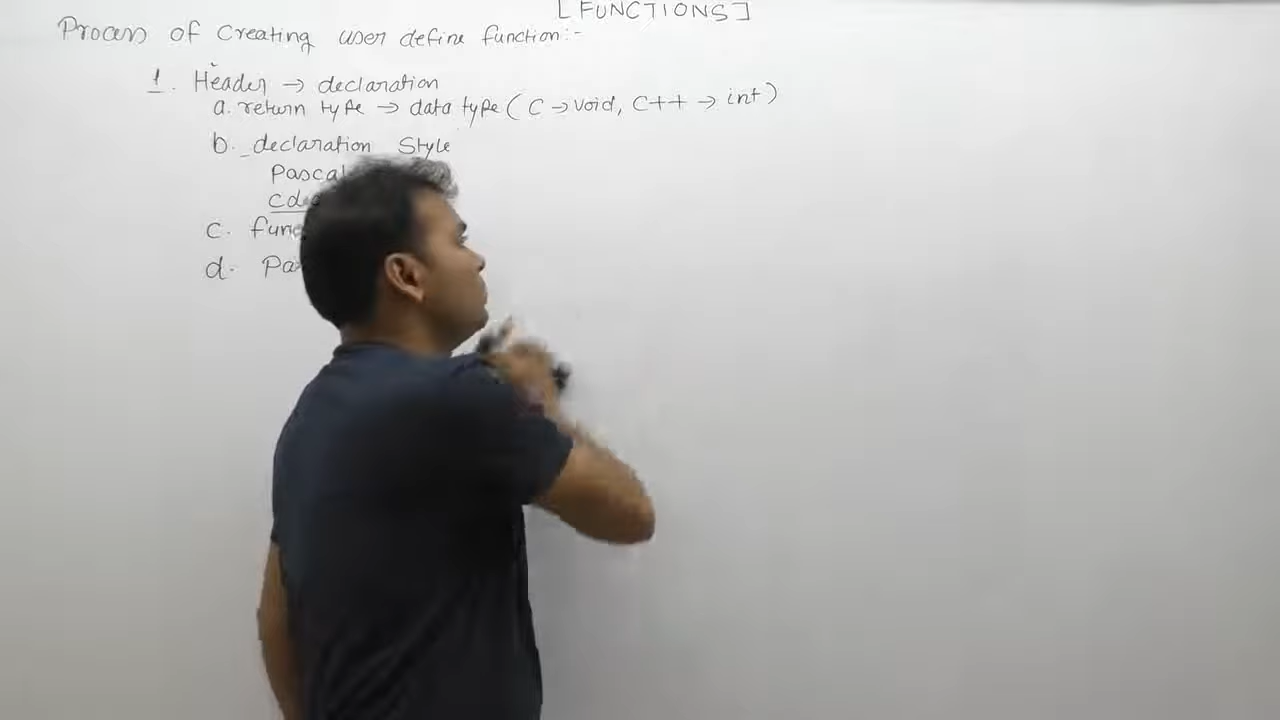 [FUNCTIONS]
Process of Creating user define function:-
1. Header → declaration
a. return type → data type ( C → void, C++ → int )
b. declaration Style
c.
d.